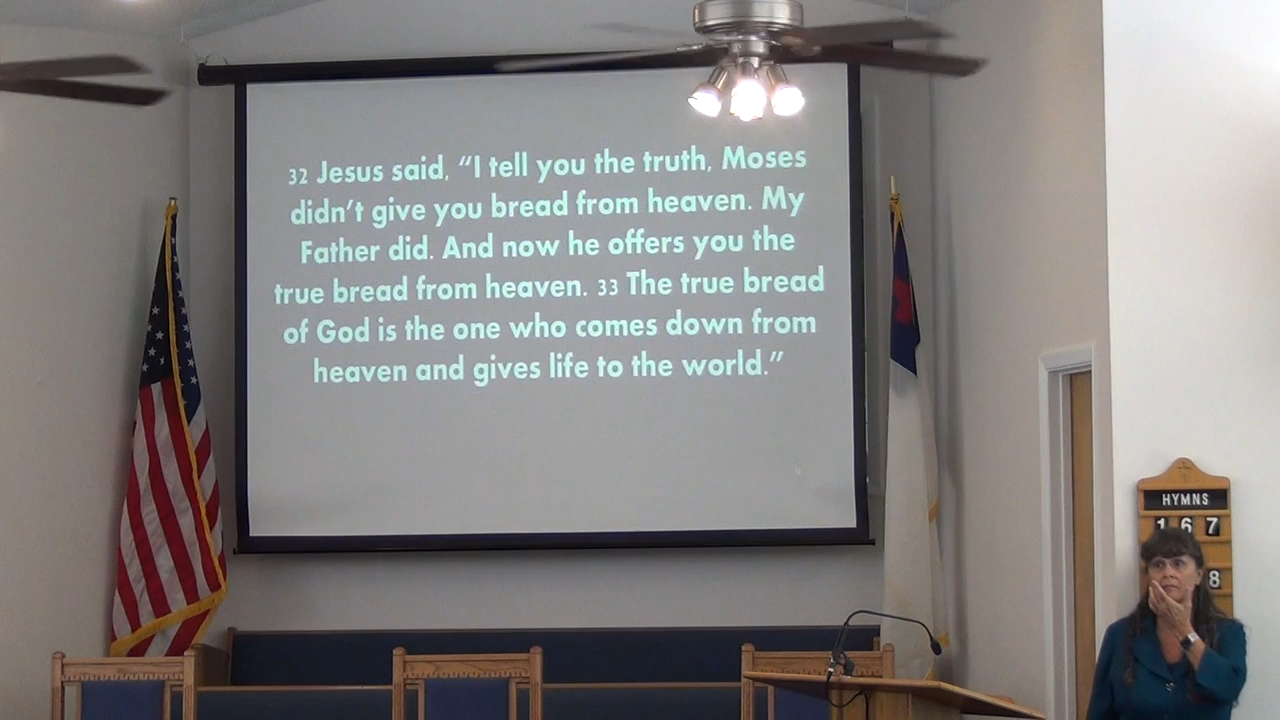 32 Jesus said, “I tell you the truth, Moses
didn’t give you bread from heaven. My
Father did. And now he offers you the
true bread from heaven. 33 The true bread
of God is the one who comes down from
heaven and gives life to the world.”
HYMNS
167
8